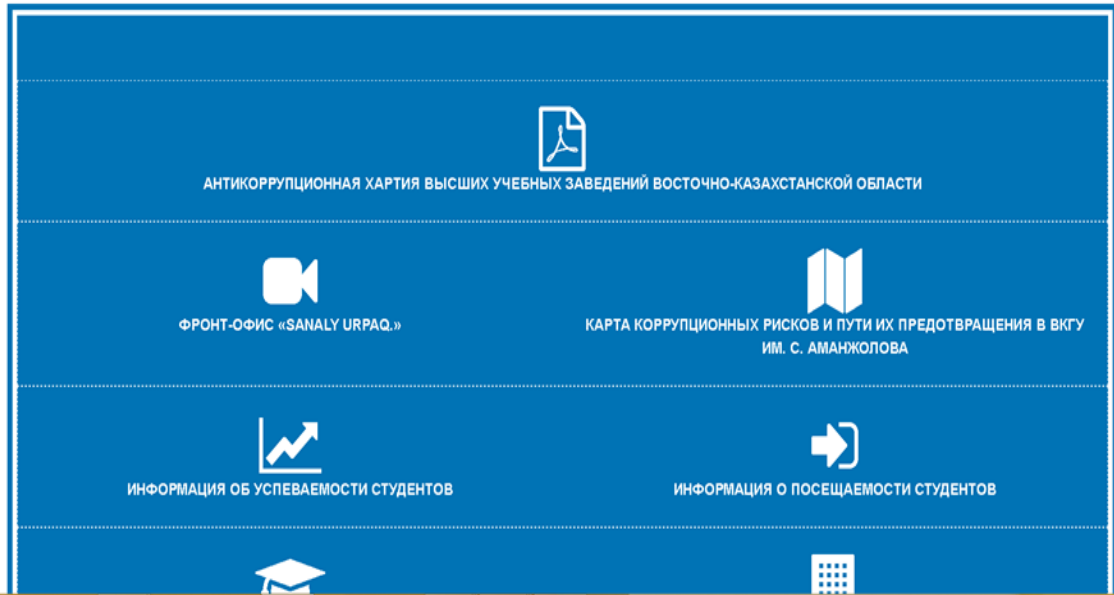 АНТИКОРРУПЦИОННАЯ ХАРТИЯ ВЫСШИХ УЧЕБНЫХ ЗАВЕДЕНИЙ ВОСТОЧНО-КАЗАХСТАНСКОЙ ОБЛАСТИ
ФРОНТ-ОФИС «SANALY URPAQ.»
КАРТА КОРРУПЦИОННЫХ РИСКОВ И ПУТИ ИХ ПРЕДОТВРАЩЕНИЯ В ВКГУ
ИМ. С. АМАНЖОЛОВА
ИНФОРМАЦИЯ ОБ УСПЕВАЕМОСТИ СТУДЕНТОВ
ИНФОРМАЦИЯ О ПОСЕЩАЕМОСТИ СТУДЕНТОВ